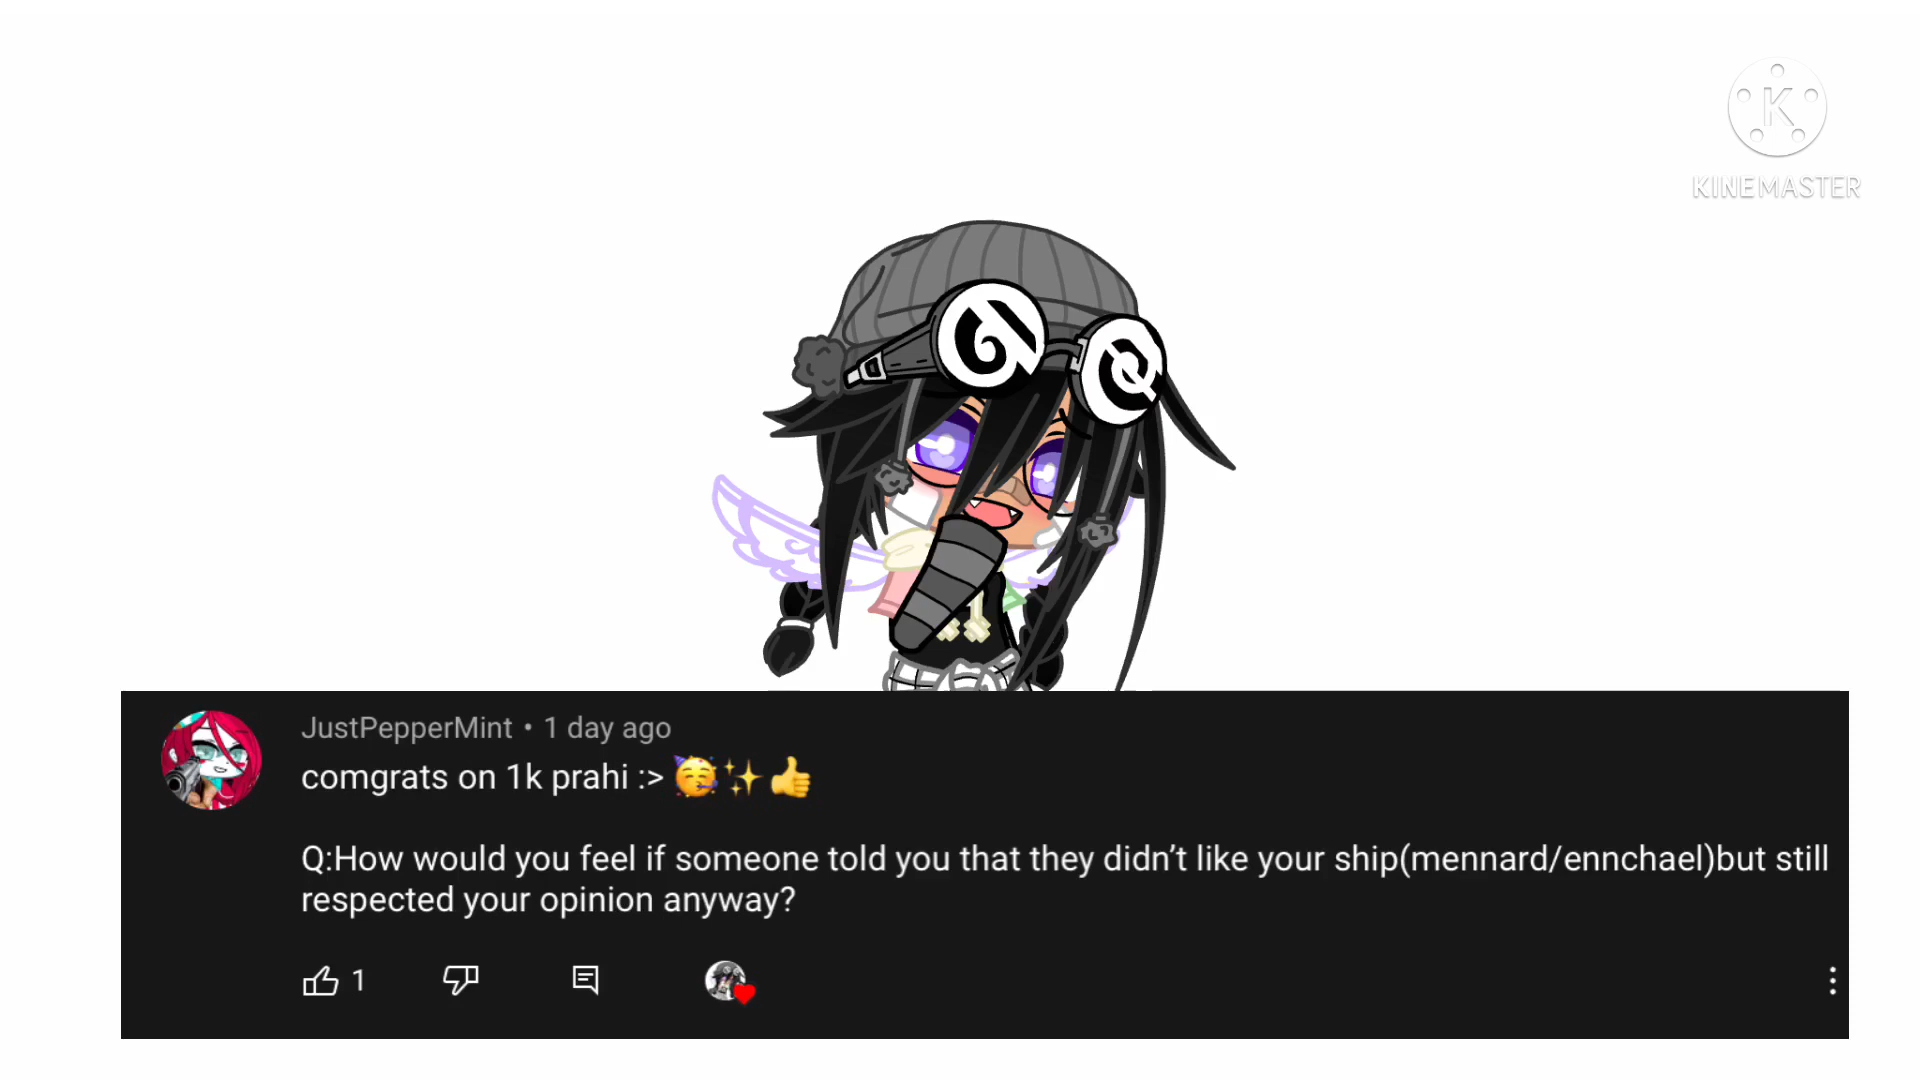 K
KINEMASTER
JustPepperMint • 1 day ago
comgrats on 1k prahi :> 🥳✨👍
Q:How would you feel if someone told you that they didn't like your ship(mennard/ennchael)but still
respected your opinion anyway?
1